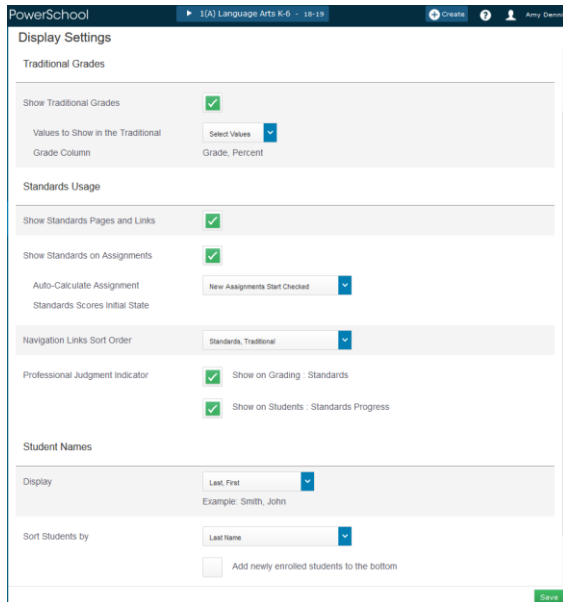 PowerSchool
1(A) Language Arts K-6 - 18-19
Create
?
Amy Denni
Display Settings
Traditional Grades
Show Traditional Grades
Values to Show in the Traditional
Grade Column
Select Values
Grade, Percent
Standards Usage
Show Standards Pages and Links
Show Standards on Assignments
Auto-Calculate Assignment
Standards Scores Initial State
New Assignments Start Checked
Navigation Links Sort Order
Standards, Traditional
Professional Judgment Indicator
Show on Grading : Standards
Show on Students : Standards Progress
Student Names
Display
Last, First
Example: Smith, John
Sort Students by
Last Name
Add newly enrolled students to the bottom
Save